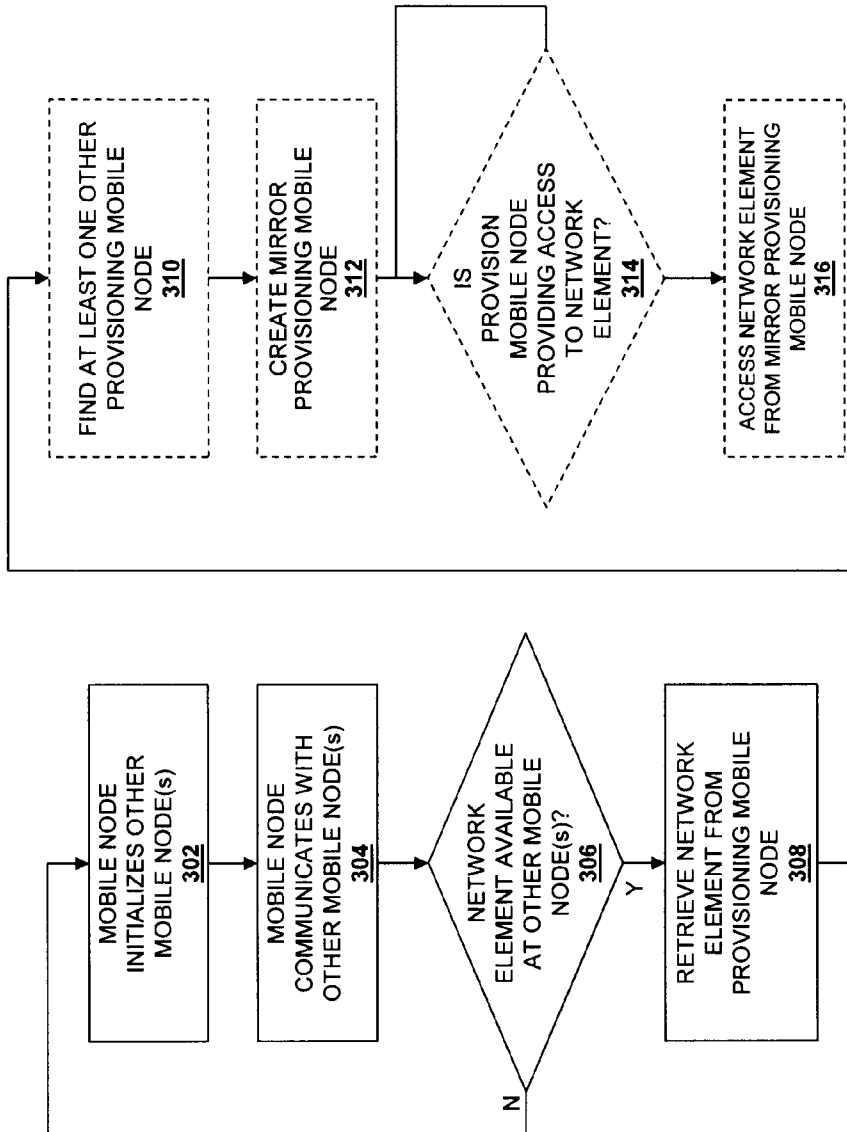 MOBILE NODE
INITIALIZES OTHER
MOBILE NODE(s)
302
MOBILE NODE
COMMUNICATES WITH
OTHER MOBILE NODE(s)
304
NETWORK
ELEMENT AVAILABLE
AT OTHER MOBILE
NODE(s)?
306
N
Y
RETRIEVE NETWORK
ELEMENT FROM
PROVISIONING MOBILE
NODE
308
FIND AT LEAST ONE OTHER
PROVISIONING MOBILE
NODE
310
CREATE MIRROR
PROVISIONING MOBILE
NODE
312
IS
PROVISION
MOBILE NODE
PROVIDING ACCESS
TO NETWORK
ELEMENT?
314
ACCESS NETWORK ELEMENT
FROM MIRROR PROVISIONING
MOBILE NODE
316